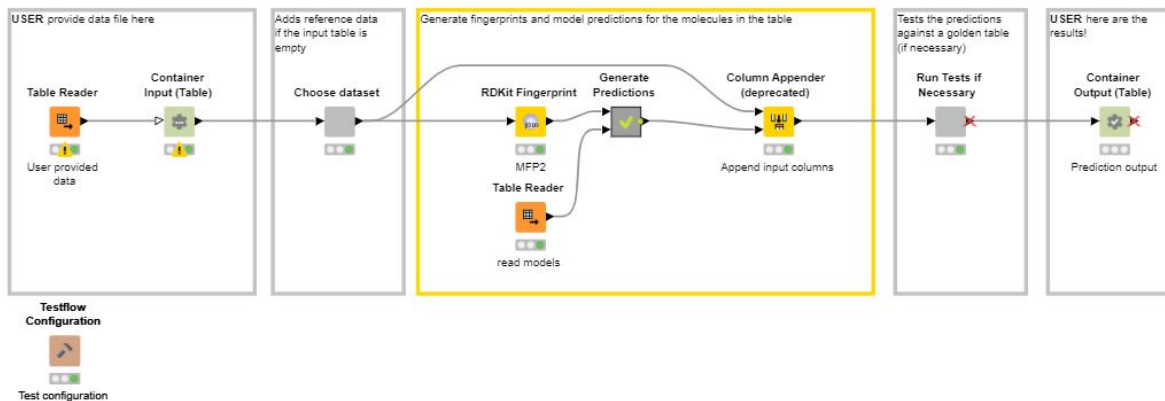 USER provide data file here
Adds reference data
if the input table is
empty
Generate fingerprints and model predictions for the molecules in the table
Tests the predictions
against a golden table
(if necessary)
USER here are the
results!
Table Reader
User provided
data
Container
Input (Table)
Choose dataset
RDKit Fingerprint
MFP2
Generate
Predictions
Table Reader
read models
Column Appender
(deprecated)
Append input columns
Run Tests if
Necessary
Container
Output (Table)
Prediction output
Testflow
Configuration
Test configuration